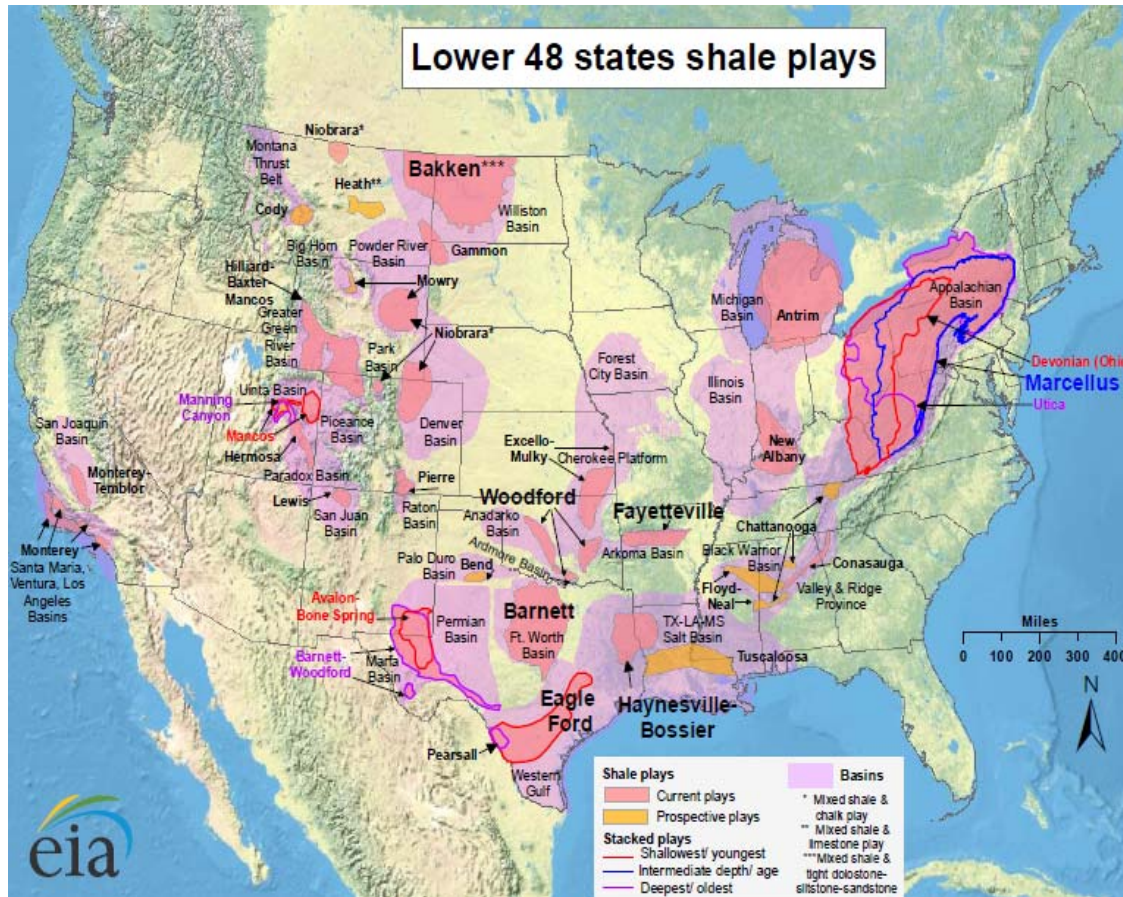 Lower 48 states shale plays
Niobrara*
Montana
Thrust
Belt
Bakken***
Heath**
Cody
Williston
Basin
Big Horn
Basin
Powder River
Basin
Gammon
Hilliard-
Baxter-
Mancos
Mowry
Greater
Green
River
Basin
Niobrara*
Park
Basin
Michigan
Basin
Antrim
Appalachian
Basin
Devonian (Ohi
Marcellus
Utica
Forest
City Basin
Illinois
Basin
Uinta Basin
Manning
Canyon
San Joaquin
Basin
Mancos
Piceance
Basin
Denver
Basin
Hermosa
Excello-
Mulky
Cherokee Platform
New
Albany
Monterey-
Temblor
Paradox Basin
Pierre
Lewis
San Juan
Basin
Raton
Basin
Woodford
Anadarko
Basin
Fayetteville
Chattanooga
Arkoma Basin
Black Warrior
Basin
Conasauga
Monterey
Santa Maria,
Ventura, Los
Angeles
Basins
Palo Duro
Basin
Bend
Ardmore Basin
Floyd-
Neal
Valley & Ridge
Province
Avalon-
Bone Spring
Permian
Basin
Barnett
Ft. Worth
Basin
TX-LA-MS
Salt Basin
Tuscaloosa
Barnett-
Woodford
Marfa
Basin
Eagle
Ford
Haynesville-
Bossier
Pearsall
Western
Gulf
Miles
0 100 200 300 400
N
Shale plays
Current plays
Prospective plays
Stacked plays
Shallowest/ youngest
Intermediate depth/ age
Deepest/ oldest
Basins
* Mixed shale &
chalk play
** Mixed shale &
limestone play
***Mixed shale &
tight dolostone-
siltstone-sandstone
eia